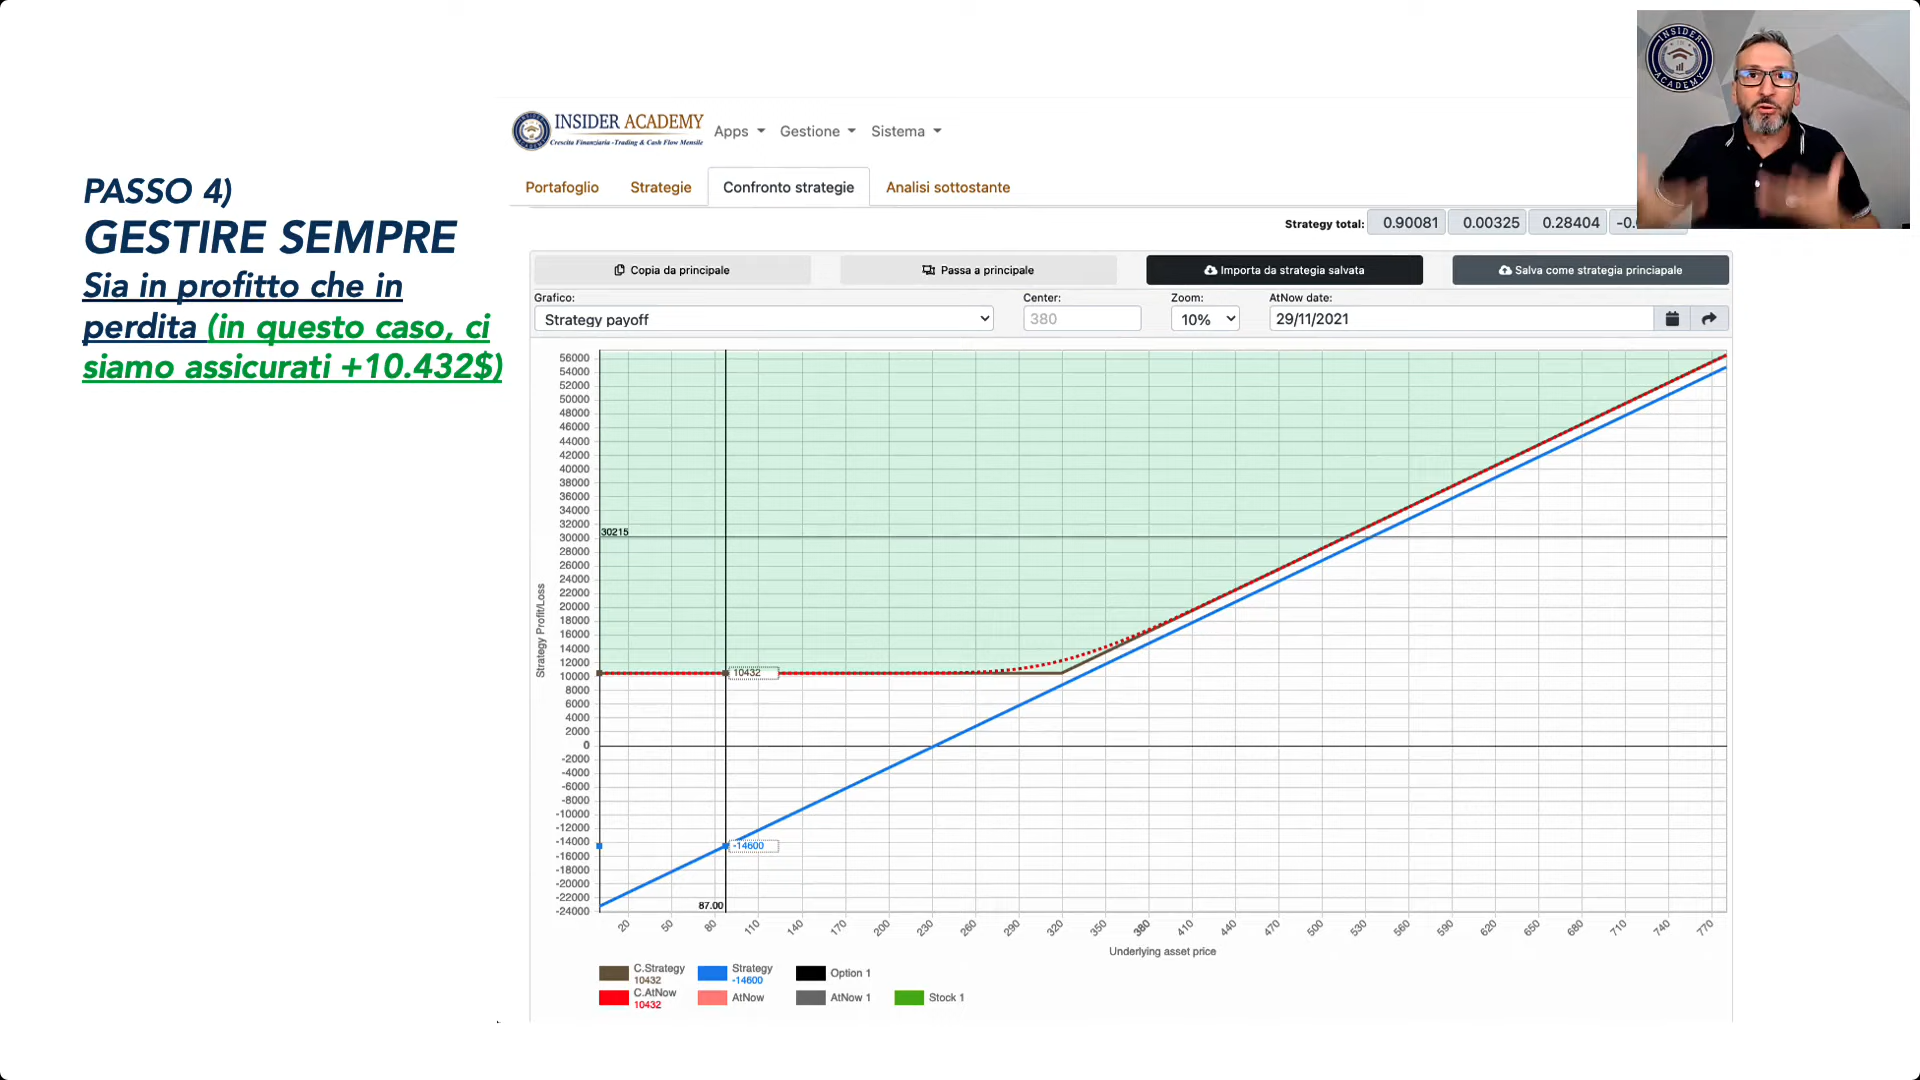 PASSO 4)
GESTIRE SEMPRE
Sia in profitto che in
perdita (in questo caso, ci
siamo assicurati +10.432$)
INSIDER ACADEMY
Crescita Finanziaria -Trading & Cash Flow Mensile
Apps Gestione Sistema
Portafoglio Strategie Confronto strategie Analisi sottostante
Strategy total: 0.90081 0.00325 0.28404 -0.
Copia da principale Passa a principale Importa da strategia salvata Salva come strategia princiapale
Grafico: Center: Zoom: AtNow date:
Strategy payoff 380 10% 29/11/2021
56000
54000
52000
50000
48000
46000
44000
42000
40000
38000
36000
34000
32000
30000
28000
26000
24000
22000
20000
18000
16000
14000
12000
10000
8000
6000
4000
2000
0
-2000
-4000
-6000
-8000
-10000
-12000
-14000
-16000
-18000
-20000
-22000
-24000
Strategy Profit/Loss
30215
10432
-14600
87.00
20 50 80 110 140 170 200 230 260 290 320 350 380 410 440 470 500 530 560 590 620 650 680 710 740 770
Underlying asset price
C.Strategy Strategy Option 1
10432 -14600
C.AtNow AtNow AtNow 1 Stock 1
10432
INSIDER
ACADEMY